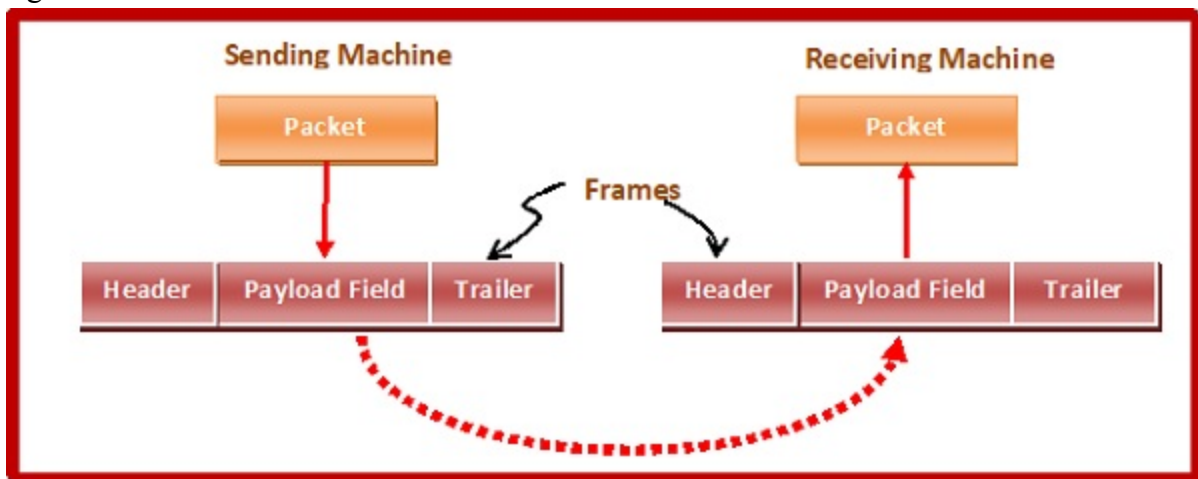 Sending Machine
Receiving Machine
Packet
Packet
Frames
Header Payload Field Trailer
Header Payload Field Trailer